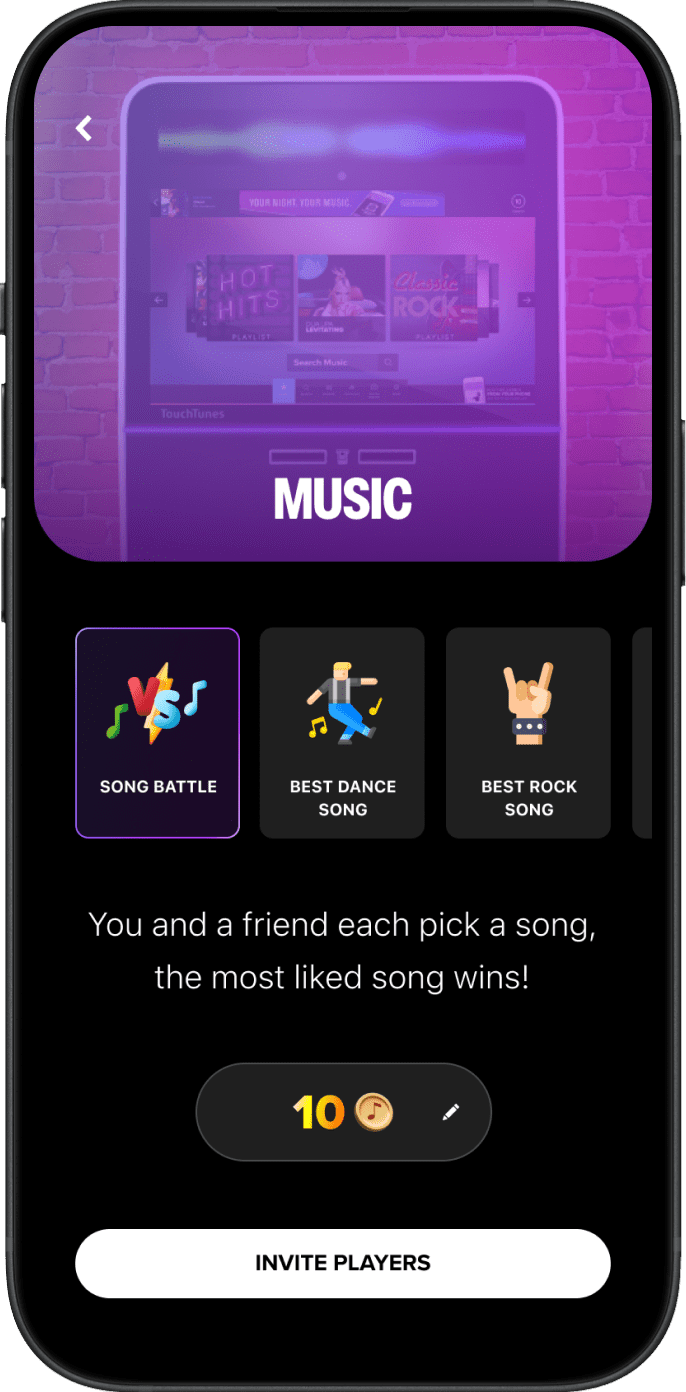 YOUR NIGHT. YOUR MUSIC.
HOT
HITS
PLAYLIST
LEVITATING
Classic
ROCK
PLAYLIST
Search Music
TouchTunes
MUSIC
VS
SONG BATTLE
BEST DANCE
SONG
BEST ROCK
SONG
You and a friend each pick a song,
the most liked song wins!
10
INVITE PLAYERS